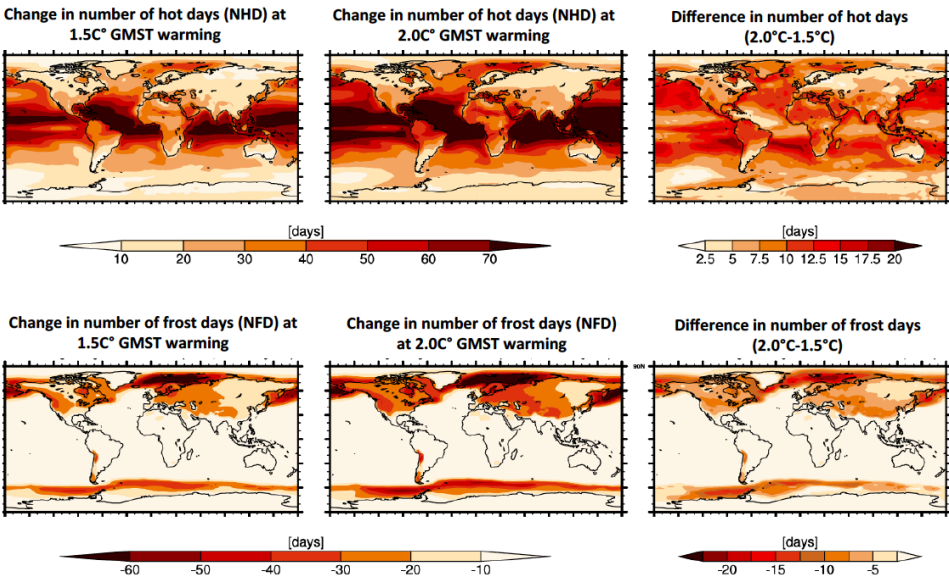 Change in number of hot days (NHD) at
1.5C° GMST warming
Change in number of hot days (NHD) at
2.0C° GMST warming
Difference in number of hot days
(2.0°C-1.5°C)
[days]
10 20 30 40 50 60 70
[days]
2.5 5 7.5 10 12.5 15 17.5 20
Change in number of frost days (NFD) at
1.5C° GMST warming
Change in number of frost days (NFD)
at 2.0C° GMST warming
Difference in number of frost days
(2.0°C-1.5°C)
90N
[days]
-60 -50 -40 -30 -20 -10
[days]
-20 -15 -10 -5